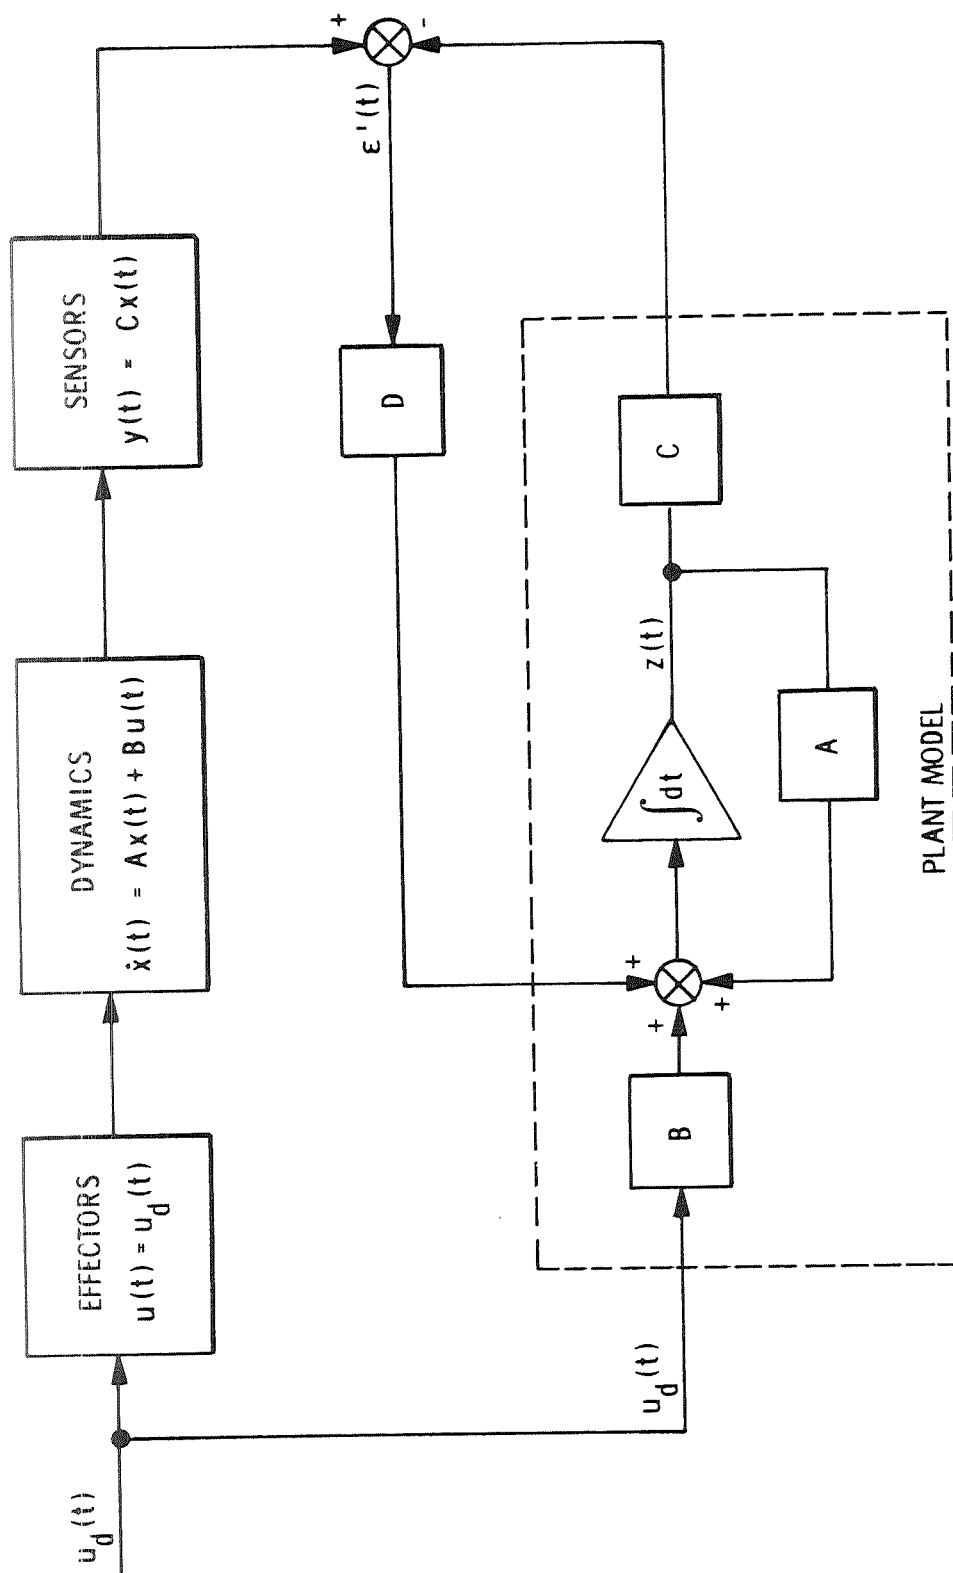 u_d(t)
EFFECTORS
u(t) = u_d(t)
DYNAMICS
ẋ(t) = Ax(t) + Bu(t)
SENSORS
y(t) = Cx(t)
+
-
ε'(t)
D
u_d(t)
B
+
+
+
∫dt
z(t)
C
A
PLANT MODEL